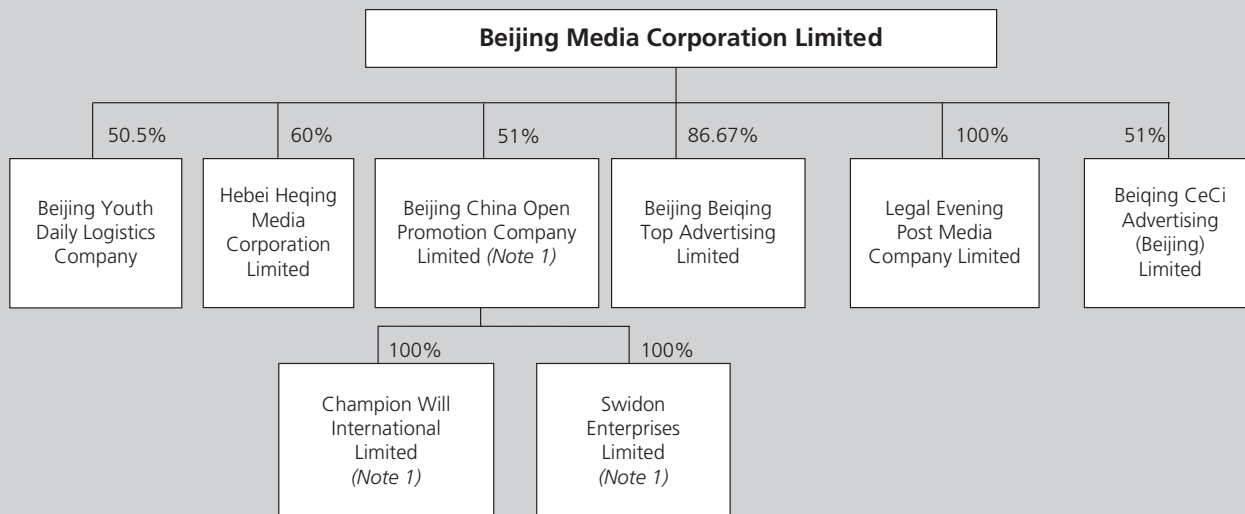 Beijing Media Corporation Limited
50.5%
60%
51%
86.67%
100%
51%
Beijing Youth
Daily Logistics
Company
Hebei Heqing
Media
Corporation
Limited
Beijing China Open
Promotion Company
Limited (Note 1)
Beijing Beiqing
Top Advertising
Limited
Legal Evening
Post Media
Company Limited
Beiqing CeCi
Advertising
(Beijing)
Limited
100%
100%
Champion Will
International
Limited
(Note 1)
Swidon
Enterprises
Limited
(Note 1)